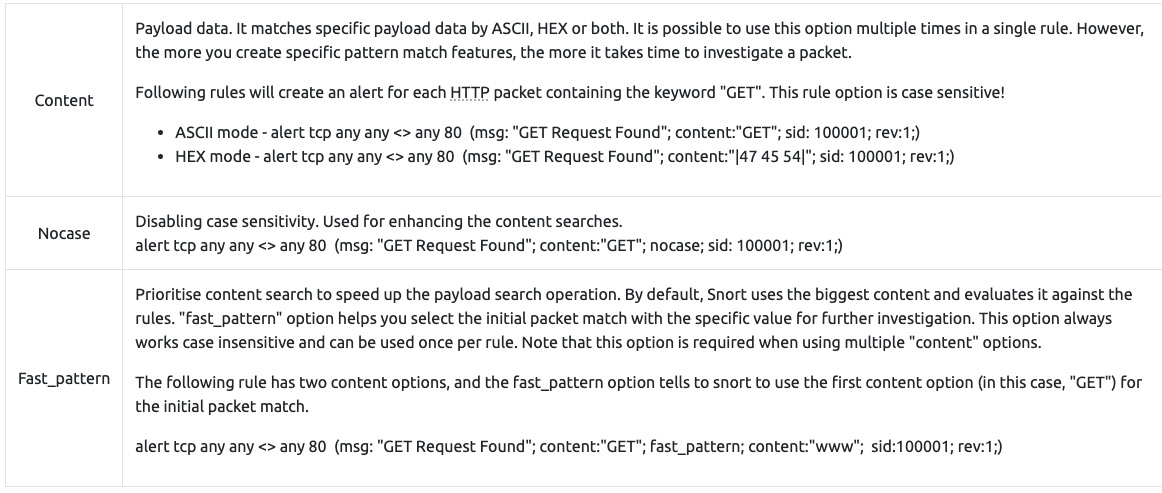 Content
Payload data. It matches specific payload data by ASCII, HEX or both. It is possible to use this option multiple times in a single rule. However,
the more you create specific pattern match features, the more it takes time to investigate a packet.
Following rules will create an alert for each HTTP packet containing the keyword "GET". This rule option is case sensitive!
• ASCII mode - alert tcp any any <> any 80  (msg: "GET Request Found"; content:"GET"; sid: 100001; rev:1;)
• HEX mode - alert tcp any any <> any 80  (msg: "GET Request Found"; content:"|47 45 54|"; sid: 100001; rev:1;)
Nocase
Disabling case sensitivity. Used for enhancing the content searches.
alert tcp any any <> any 80  (msg: "GET Request Found"; content:"GET"; nocase; sid: 100001; rev:1;)
Fast_pattern
Prioritise content search to speed up the payload search operation. By default, Snort uses the biggest content and evaluates it against the
rules. "fast_pattern" option helps you select the initial packet match with the specific value for further investigation. This option always
works case insensitive and can be used once per rule. Note that this option is required when using multiple "content" options.
The following rule has two content options, and the fast_pattern option tells to snort to use the first content option (in this case, "GET") for
the initial packet match.
alert tcp any any <> any 80  (msg: "GET Request Found"; content:"GET"; fast_pattern; content:"www";  sid:100001; rev:1;)